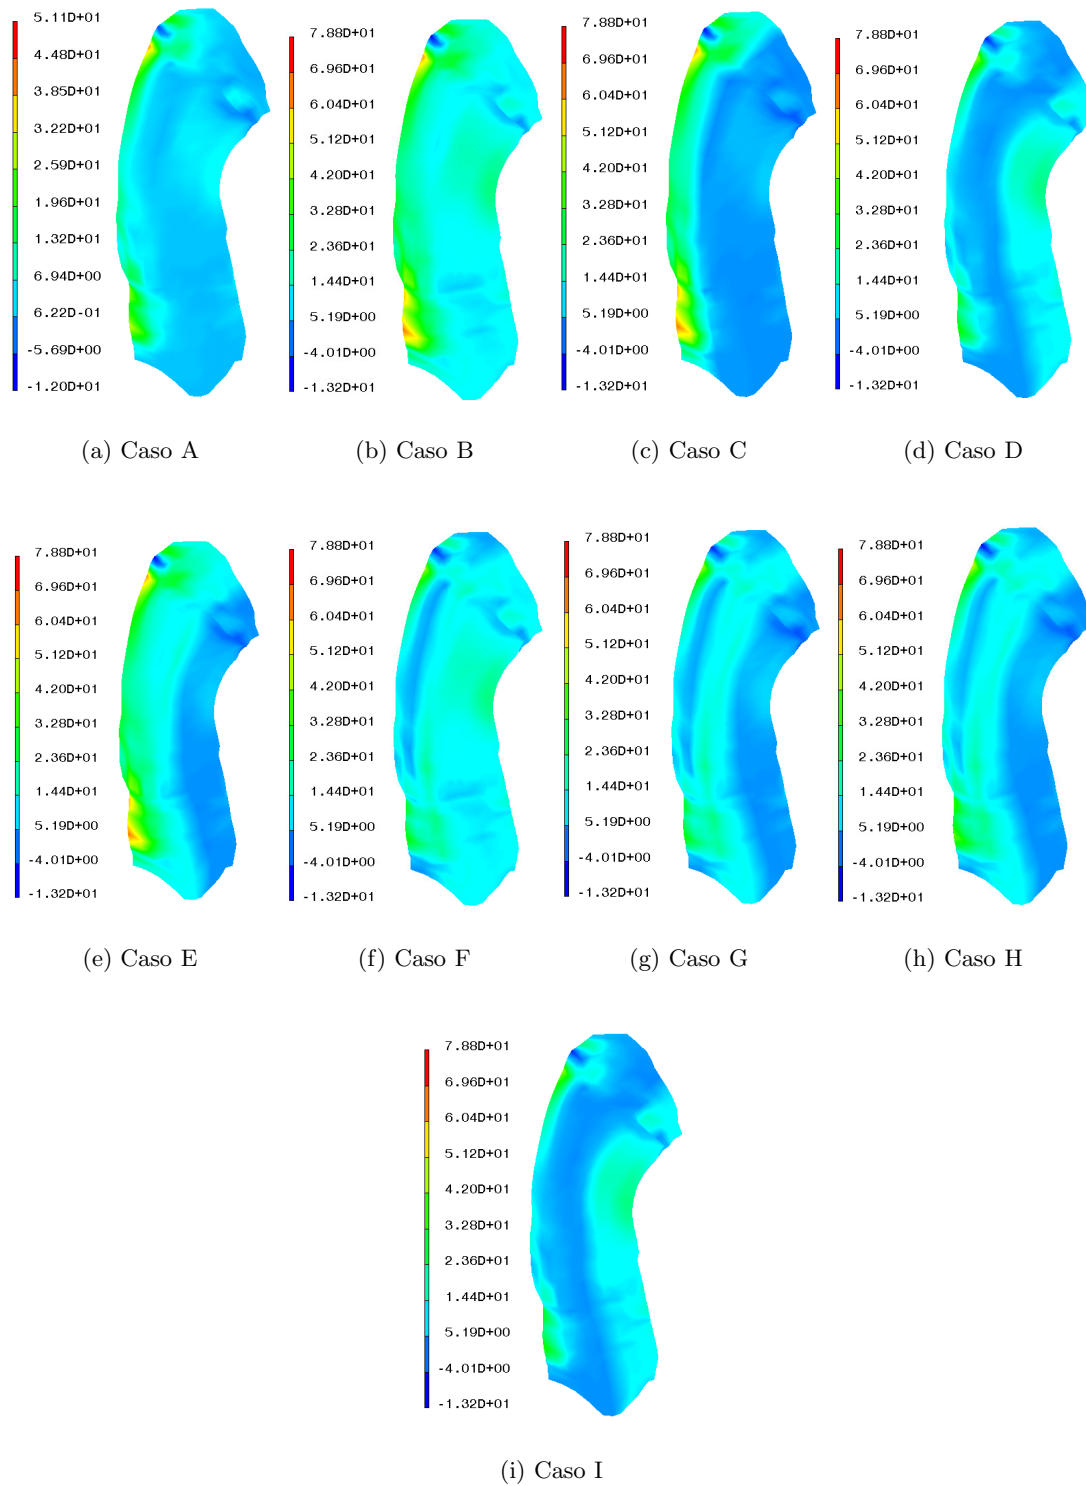 5.11D+01
4.48D+01
3.85D+01
3.22D+01
2.59D+01
1.96D+01
1.32D+01
6.94D+00
6.22D-01
-5.69D+00
-1.20D+01
(a) Caso A
7.88D+01
6.96D+01
6.04D+01
5.12D+01
4.20D+01
3.28D+01
2.36D+01
1.44D+01
5.19D+00
-4.01D+00
-1.32D+01
(b) Caso B
7.88D+01
6.96D+01
6.04D+01
5.12D+01
4.20D+01
3.28D+01
2.36D+01
1.44D+01
5.19D+00
-4.01D+00
-1.32D+01
(c) Caso C
7.88D+01
6.96D+01
6.04D+01
5.12D+01
4.20D+01
3.28D+01
2.36D+01
1.44D+01
5.19D+00
-4.01D+00
-1.32D+01
(d) Caso D
7.88D+01
6.96D+01
6.04D+01
5.12D+01
4.20D+01
3.28D+01
2.36D+01
1.44D+01
5.19D+00
-4.01D+00
-1.32D+01
(e) Caso E
7.88D+01
6.96D+01
6.04D+01
5.12D+01
4.20D+01
3.28D+01
2.36D+01
1.44D+01
5.19D+00
-4.01D+00
-1.32D+01
(f) Caso F
7.88D+01
6.96D+01
6.04D+01
5.12D+01
4.20D+01
3.28D+01
2.36D+01
1.44D+01
5.19D+00
-4.01D+00
-1.32D+01
(g) Caso G
7.88D+01
6.96D+01
6.04D+01
5.12D+01
4.20D+01
3.28D+01
2.36D+01
1.44D+01
5.19D+00
-4.01D+00
-1.32D+01
(h) Caso H
7.88D+01
6.96D+01
6.04D+01
5.12D+01
4.20D+01
3.28D+01
2.36D+01
1.44D+01
5.19D+00
-4.01D+00
-1.32D+01
(i) Caso I